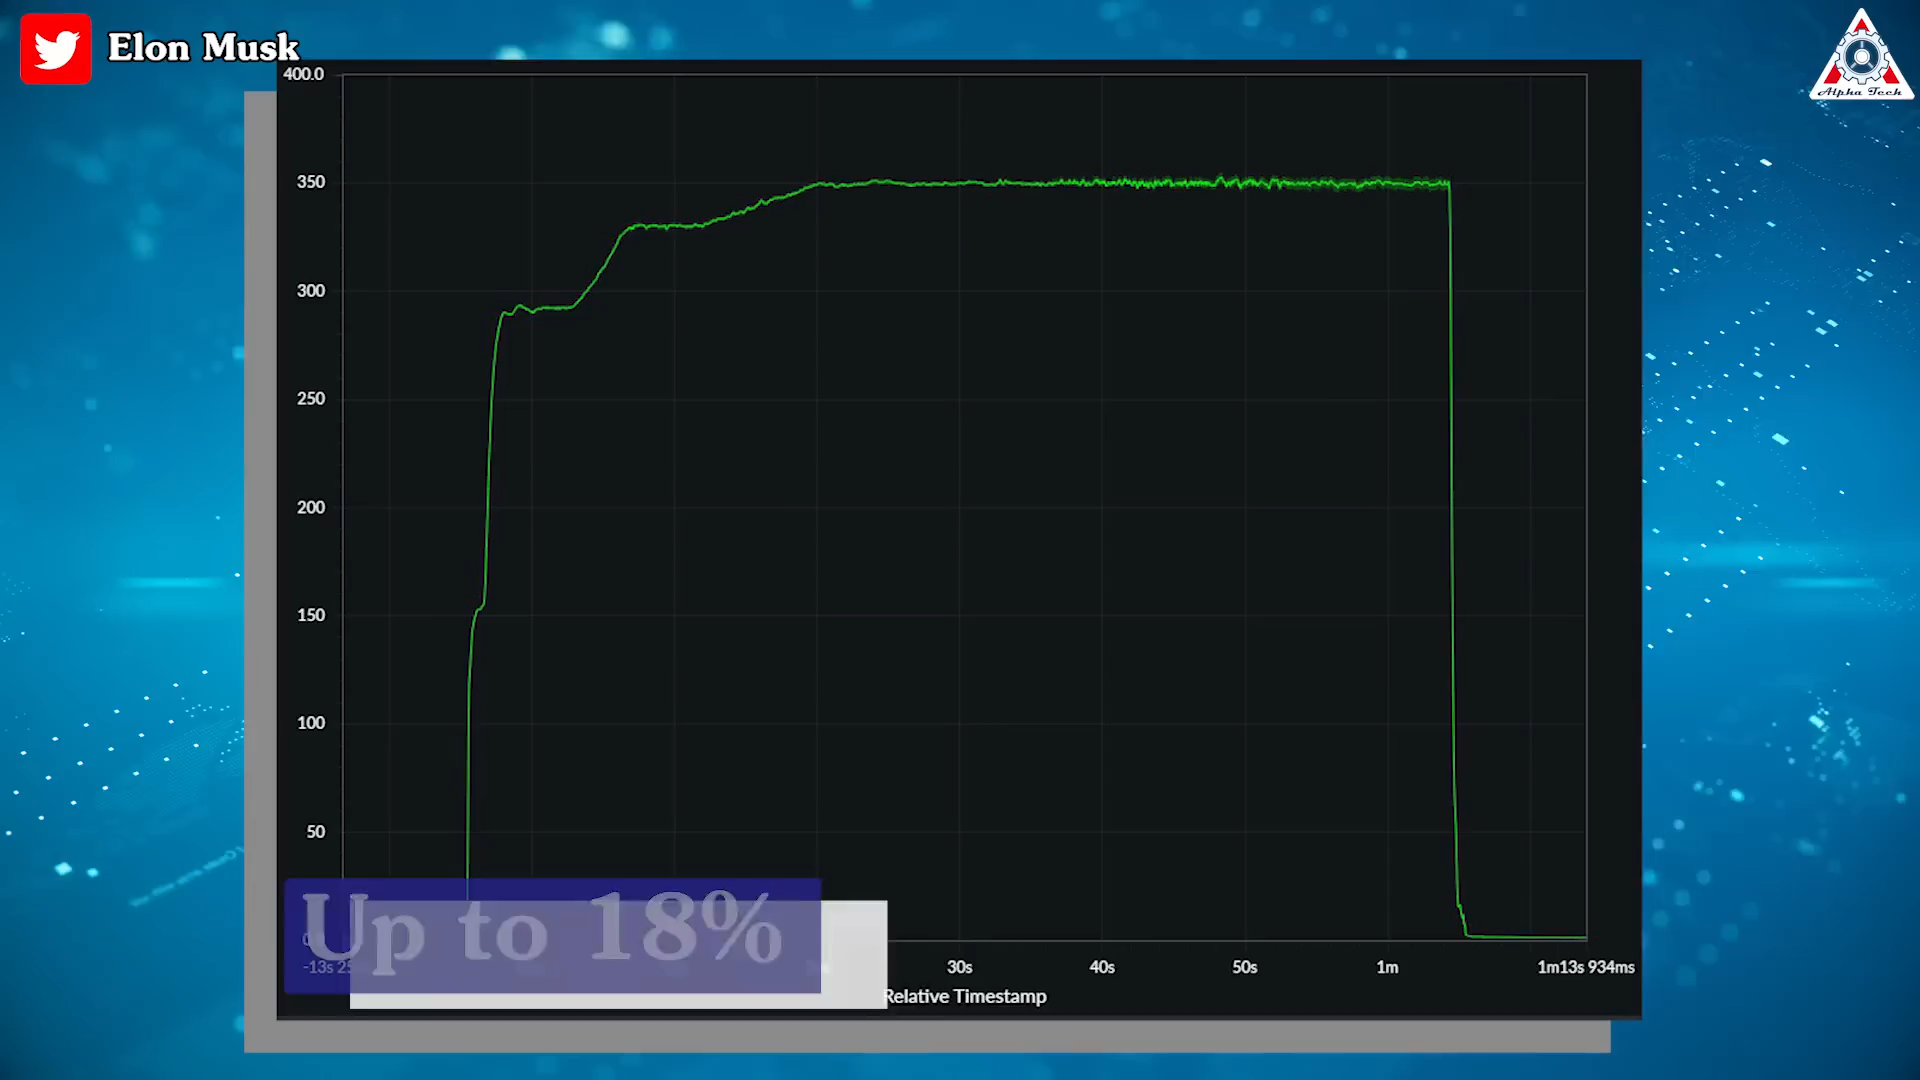 Elon Musk
Alpha Tech
400.0
350
300
250
200
150
100
50
Up to 18%
30s
40s
50s
1m
1m13s 934ms
Relative Timestamp